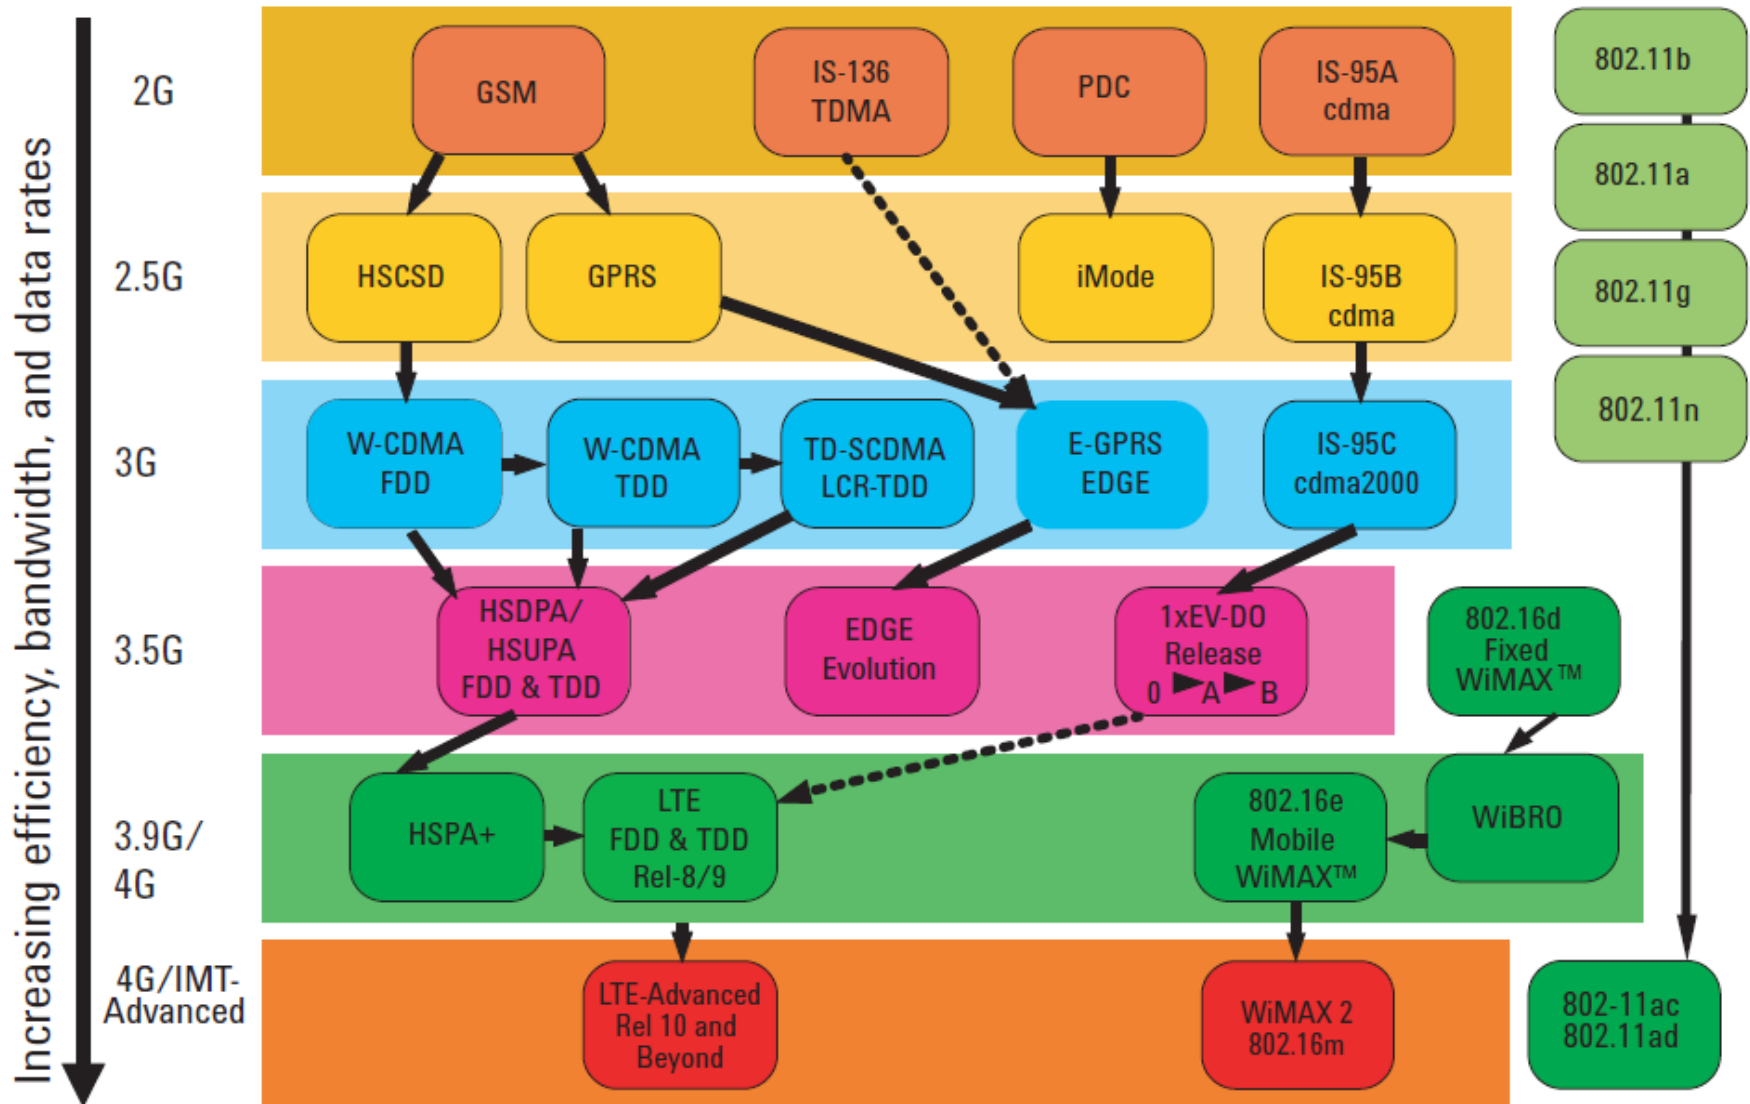 Increasing efficiency, bandwidth, and data rates
2G
GSM
IS-136
TDMA
PDC
IS-95A
cdma
802.11b
802.11a
2.5G
HSCSD
GPRS
iMode
IS-95B
cdma
802.11g
802.11n
3G
W-CDMA
FDD
W-CDMA
TDD
TD-SCDMA
LCR-TDD
E-GPRS
EDGE
IS-95C
cdma2000
3.5G
HSDPA/
HSUPA
FDD & TDD
EDGE
Evolution
1xEV-DO
Release
0 ►A►B
802.16d
Fixed
WiMAX™
3.9G/
4G
HSPA+
LTE
FDD & TDD
Rel-8/9
802.16e
Mobile
WiMAX™
WiBRO
4G/IMT-
Advanced
LTE-Advanced
Rel 10 and
Beyond
WiMAX 2
802.16m
802-11ac
802.11ad